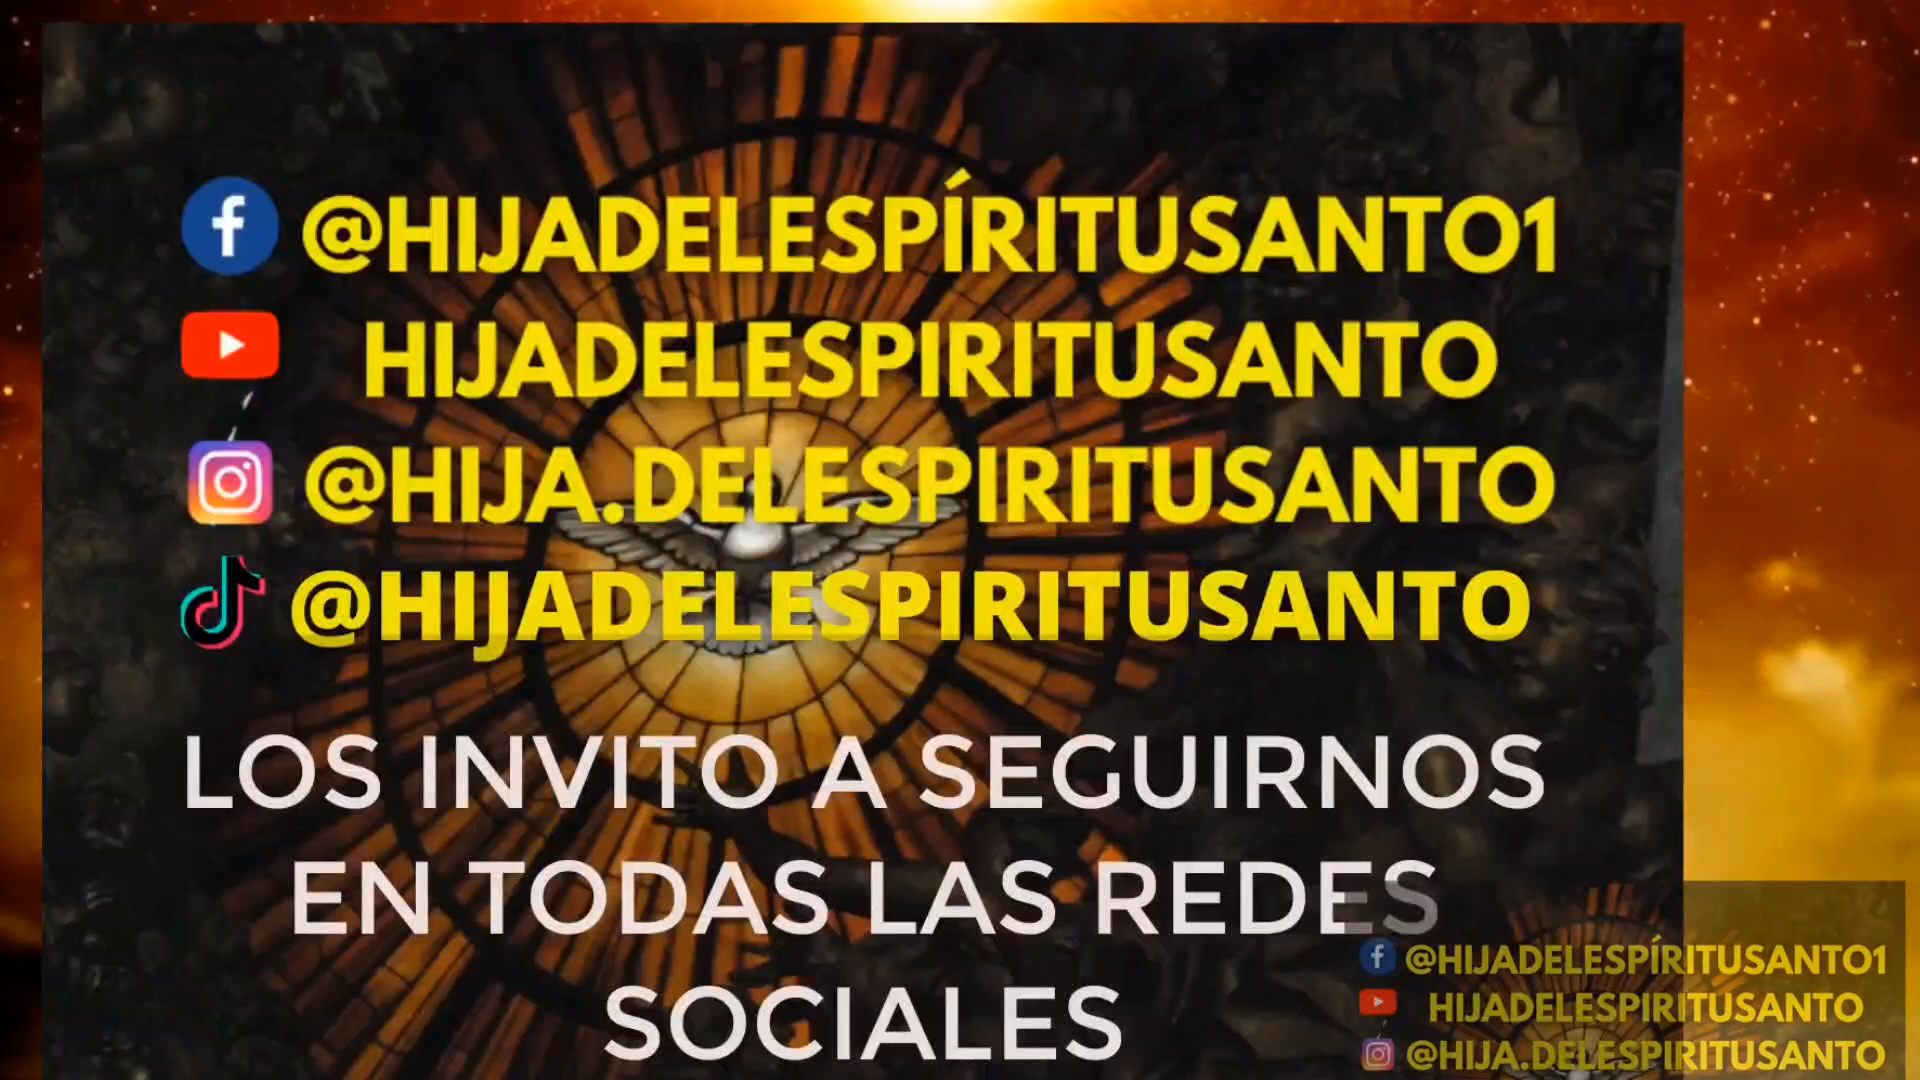 @HIJADELESPÍRITUSANTO1
HIJADELESPIRITUSANTO
@HIJA.DELESPIRITUSANTO
@HIJADELESPIRITUSANTO
LOS INVITO A SEGUIRNOS
EN TODAS LAS REDES
SOCIALES
@HIJADELESPÍRITUSANTO1
HIJADELESPIRITUSANTO
@HIJA.DELESPIRITUSANTO